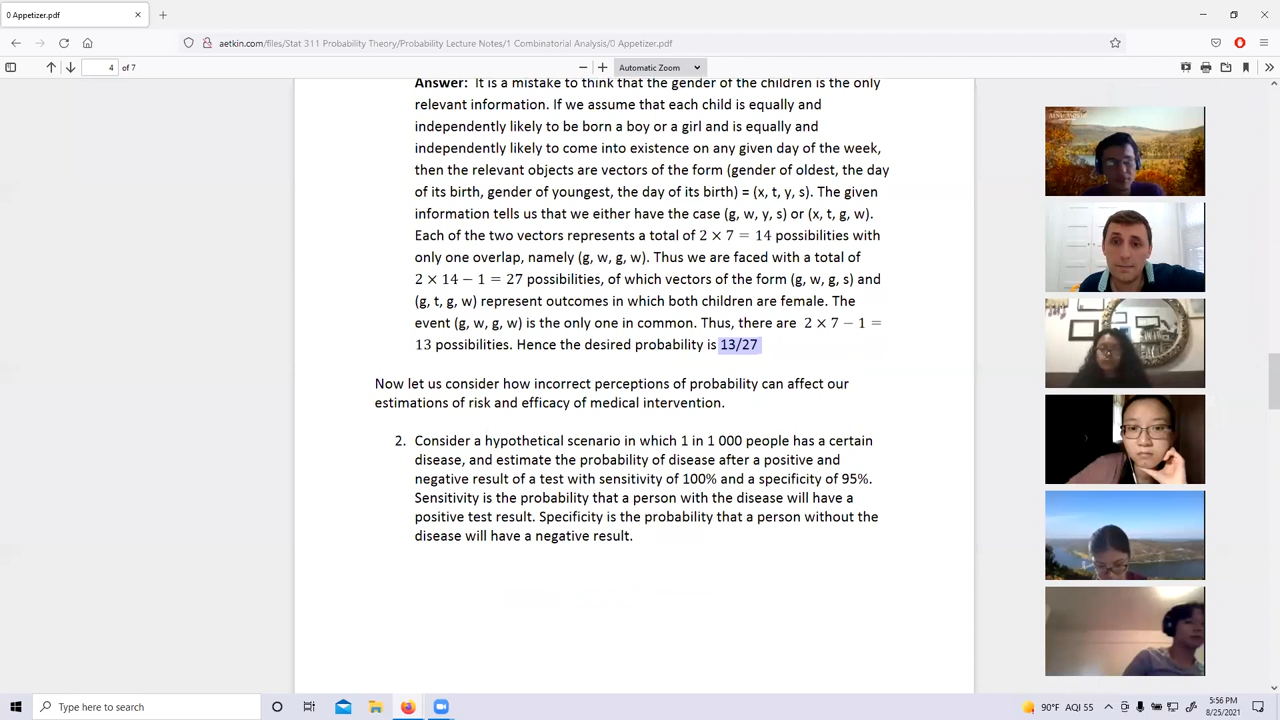 0 Appetizer.pdf
aetkin.com/files/Stat 311 Probability Theory/Probability Lecture Notes/1 Combinatorial Analysis/0 Appetizer.pdf
4 of 7
Automatic Zoom
Answer: It is a mistake to think that the gender of the children is the only
relevant information. If we assume that each child is equally and
independently likely to be born a boy or a girl and is equally and
independently likely to come into existence on any given day of the week,
then the relevant objects are vectors of the form (gender of oldest, the day
of its birth, gender of youngest, the day of its birth) = (x, t, y, s). The given
information tells us that we either have the case (g, w, y, s) or (x, t, g, w).
Each of the two vectors represents a total of 2 × 7 = 14 possibilities with
only one overlap, namely (g, w, g, w). Thus we are faced with a total of
2 × 14 − 1 = 27 possibilities, of which vectors of the form (g, w, g, s) and
(g, t, g, w) represent outcomes in which both children are female. The
event (g, w, g, w) is the only one in common. Thus, there are 2 × 7 − 1 =
13 possibilities. Hence the desired probability is 13/27
Now let us consider how incorrect perceptions of probability can affect our
estimations of risk and efficacy of medical intervention.
2. Consider a hypothetical scenario in which 1 in 1 000 people has a certain
disease, and estimate the probability of disease after a positive and
negative result of a test with sensitivity of 100% and a specificity of 95%.
Sensitivity is the probability that a person with the disease will have a
positive test result. Specificity is the probability that a person without the
disease will have a negative result.
Type here to search
90°F AQI 55
5:56 PM
8/25/2021